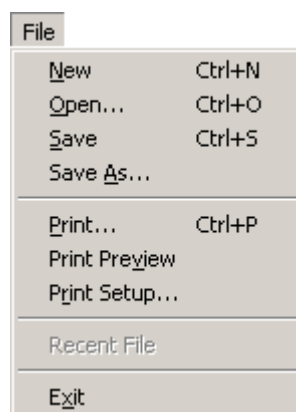 File
New Ctrl+N
Open... Ctrl+O
Save Ctrl+S
Save As...
Print... Ctrl+P
Print Preview
Print Setup...
Recent File
Exit